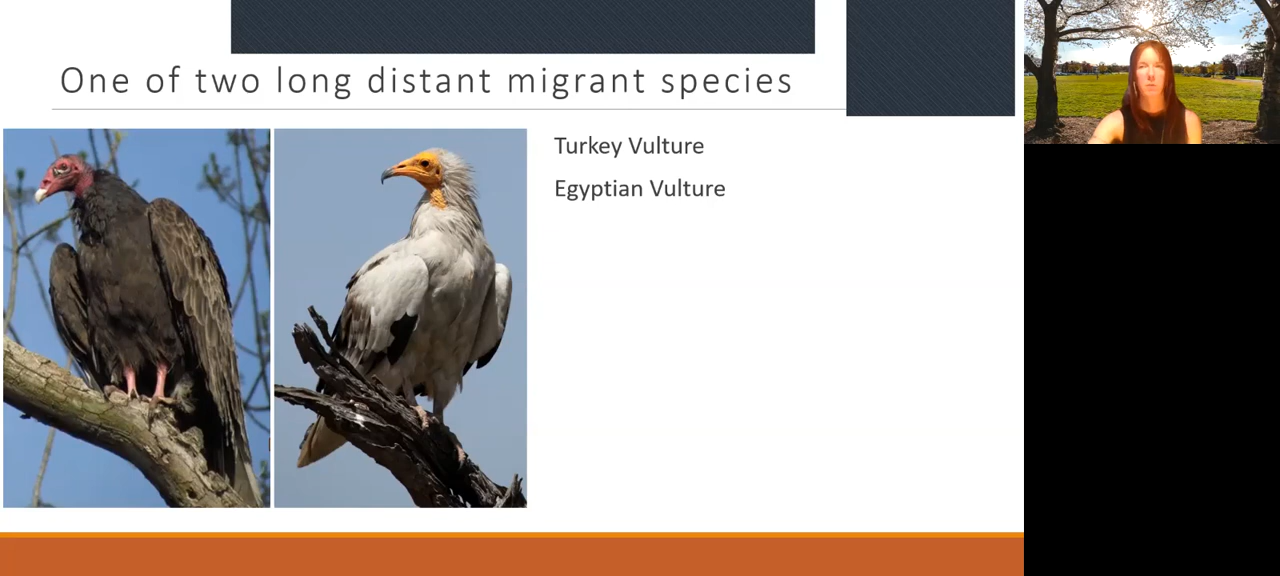 One of two long distant migrant species
Turkey Vulture
Egyptian Vulture